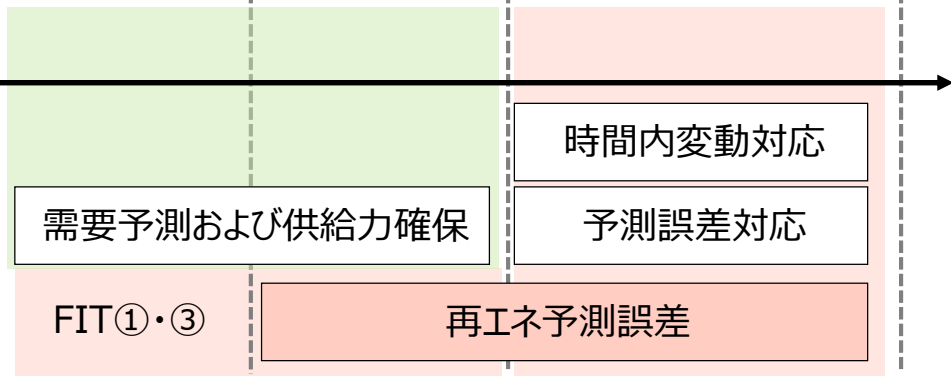 時間内変動対応
需要予測および供給力確保
予測誤差対応
FIT①・③
再エネ予測誤差